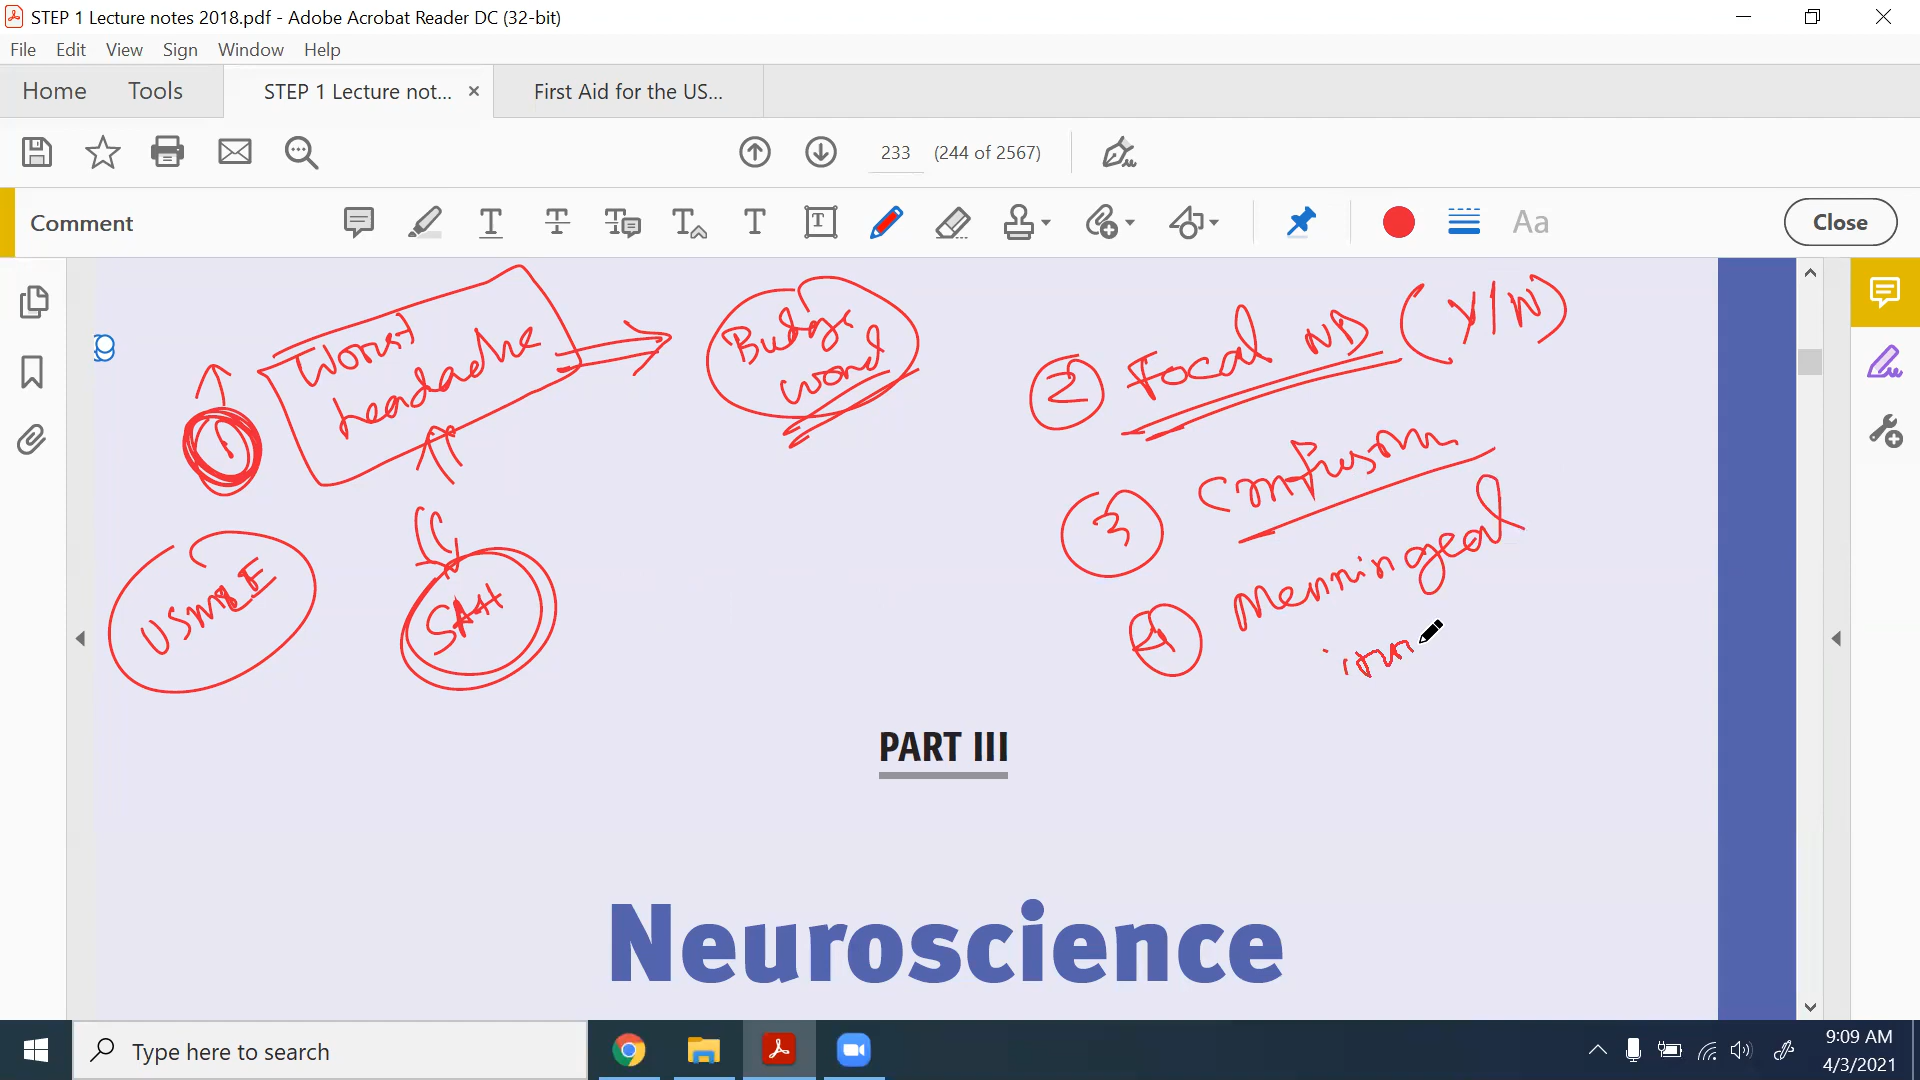 STEP 1 Lecture notes 2018.pdf - Adobe Acrobat Reader DC (32-bit)
File Edit View Sign Window Help
Home Tools STEP 1 Lecture not... × First Aid for the US...
233 (244 of 2567)
Comment Aa Close
1 Worst headache
Budge word
2 Focal ND (Y/N)
3 Confusion
4 Menningeal
USMLE
SAH
PART III
Neuroscience
Type here to search
9:09 AM
4/3/2021